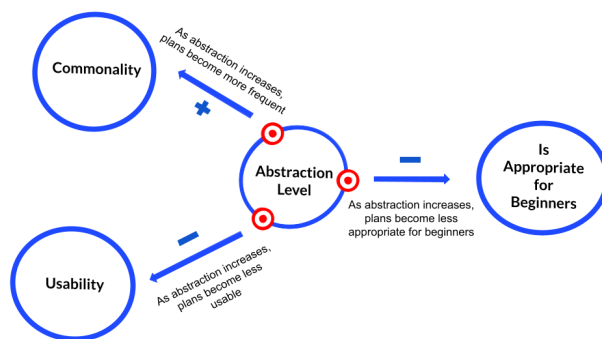 Commonality
As abstraction increases,
plans become more frequent
+
Abstraction
Level
−
As abstraction increases,
plans become less
appropriate for beginners
Is
Appropriate
for
Beginners
Usability
−
As abstraction increases,
plans become less
usable